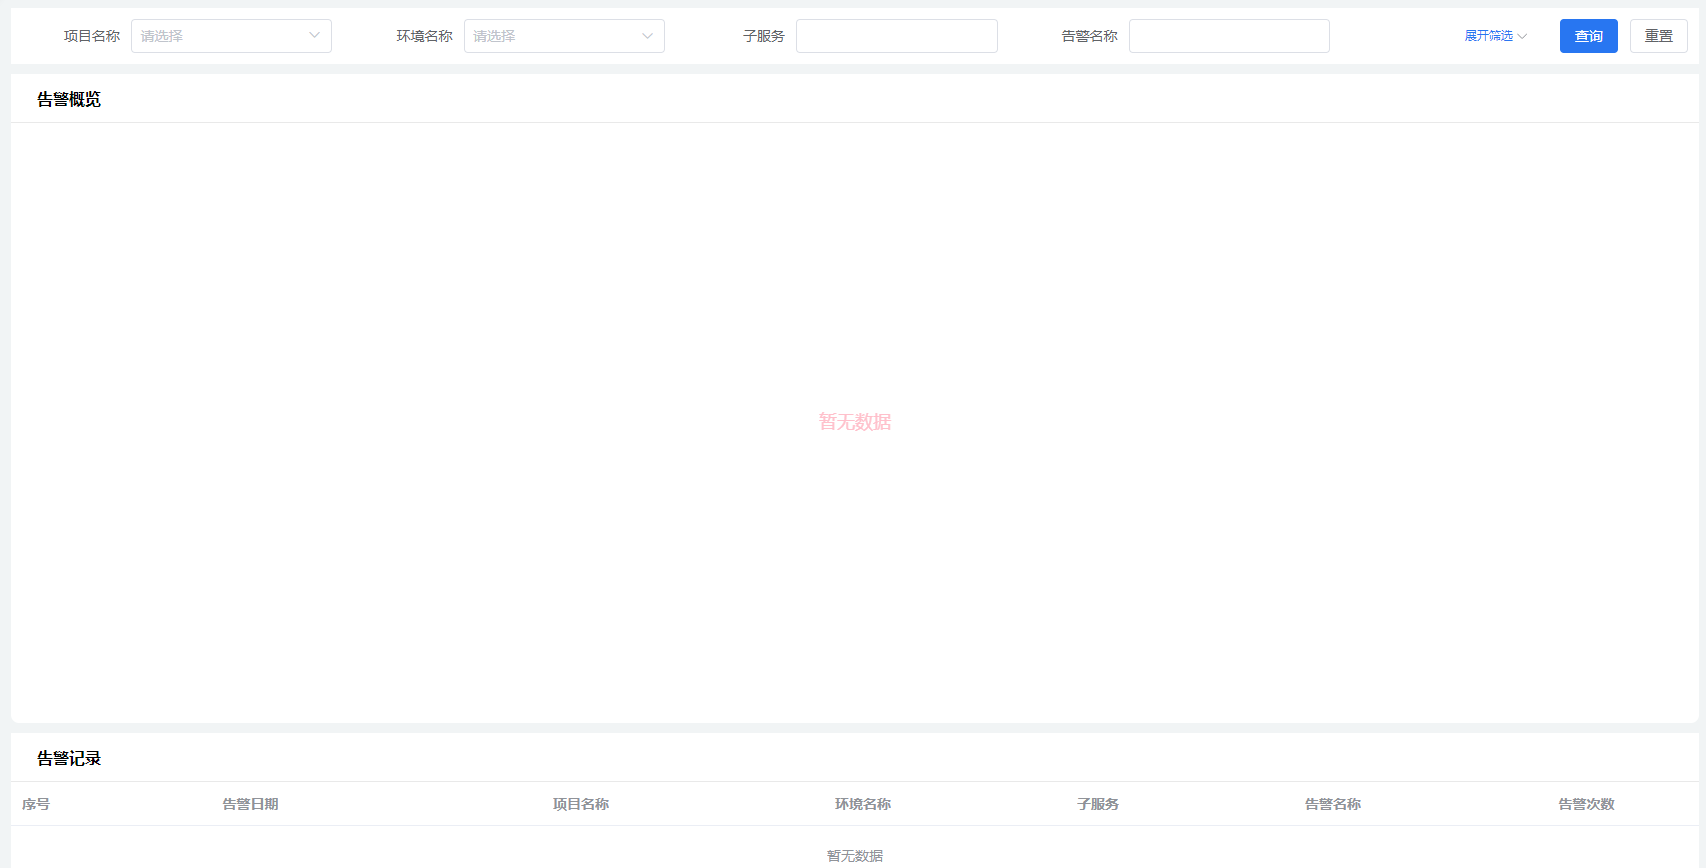 项目名称 请选择 环境名称 请选择 子服务 告警名称 展开筛选 查询 重置
告警概览
暂无数据
告警记录
序号 告警日期 项目名称 环境名称 子服务 告警名称 告警次数
暂无数据